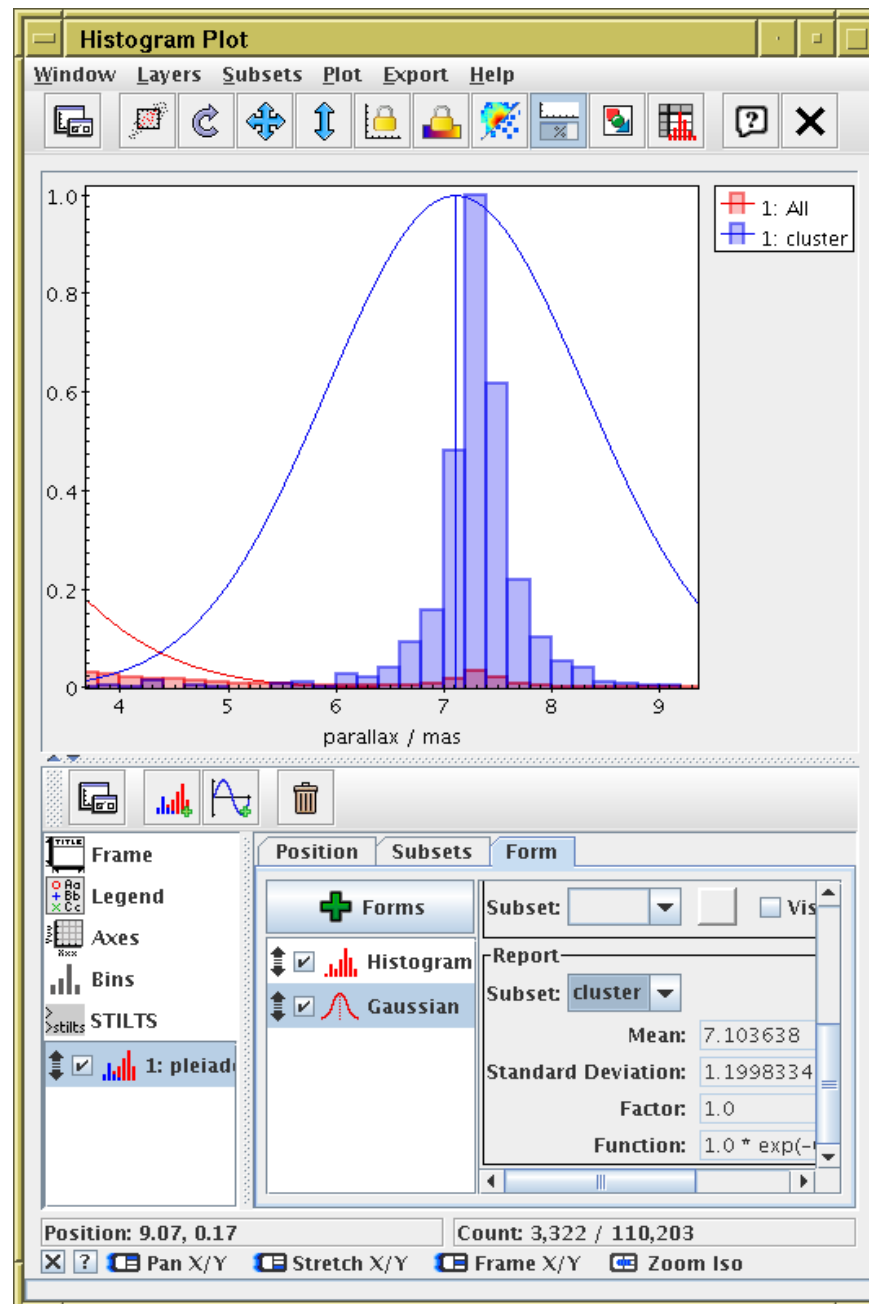 Histogram Plot
Window Layers Subsets Plot Export Help
1.0
0.8
0.6
0.4
0.2
0
4 5 6 7 8 9
parallax / mas
1: All
1: cluster
Frame
Legend
Axes
Bins
STILTS
1: pleiad
Position Subsets Form
Forms
Histogram
Gaussian
Subset: Vis
Report
Subset: cluster
Mean: 7.103638
Standard Deviation: 1.1998334
Factor: 1.0
Function: 1.0 * exp(-
Position: 9.07, 0.17 Count: 3,322 / 110,203
Pan X/Y Stretch X/Y Frame X/Y Zoom Iso